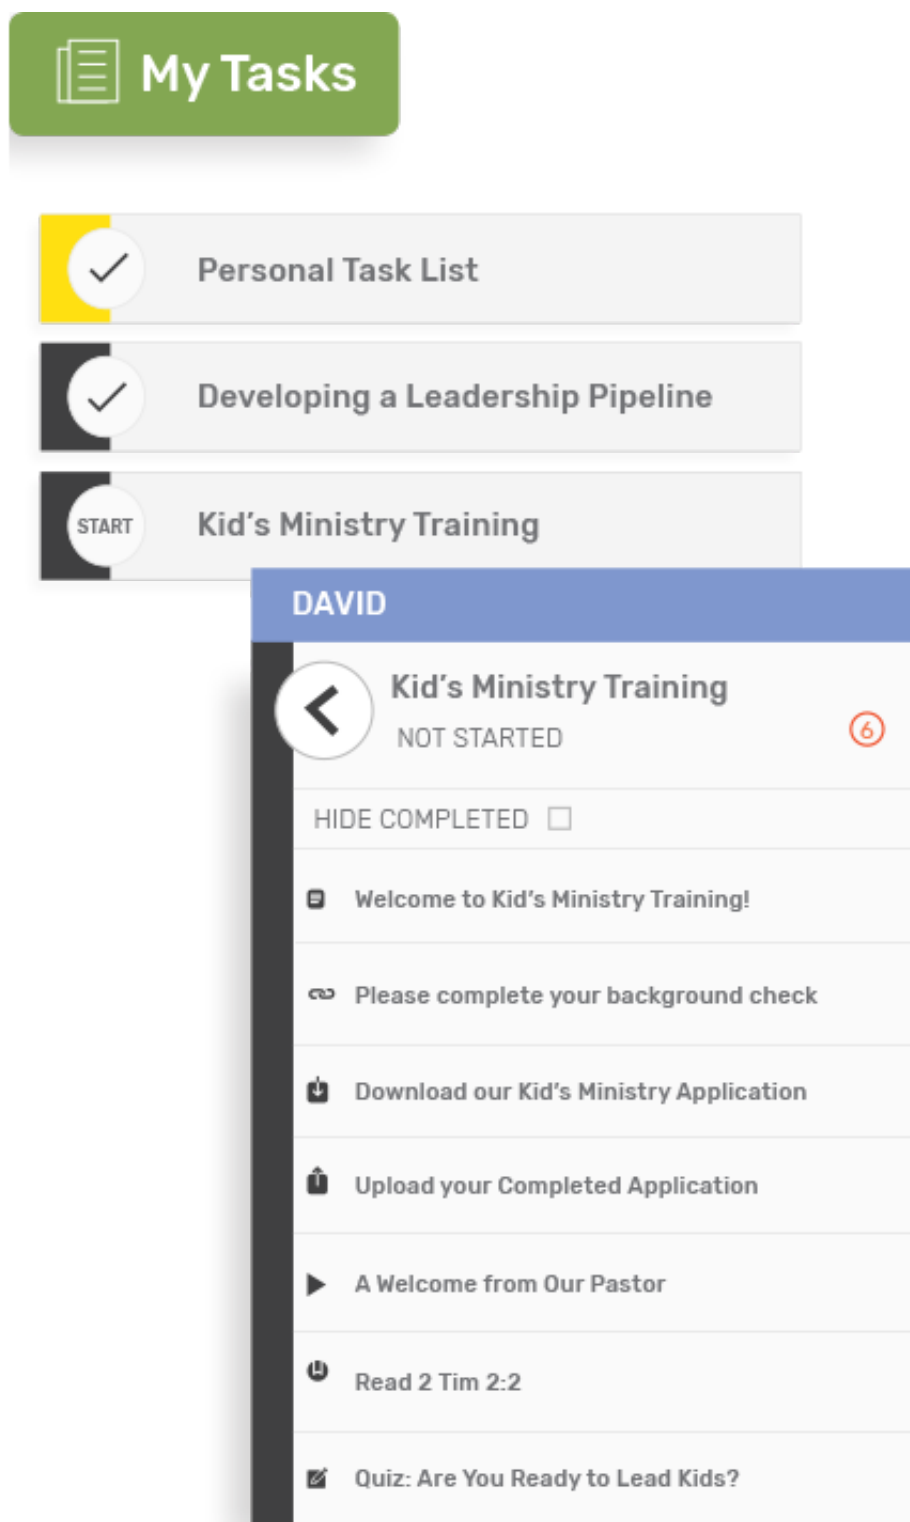 My Tasks
Personal Task List
Developing a Leadership Pipeline
START
Kid’s Ministry Training
DAVID
Kid’s Ministry Training
NOT STARTED
6
HIDE COMPLETED
Welcome to Kid’s Ministry Training!
Please complete your background check
Download our Kid’s Ministry Application
Upload your Completed Application
A Welcome from Our Pastor
Read 2 Tim 2:2
Quiz: Are You Ready to Lead Kids?